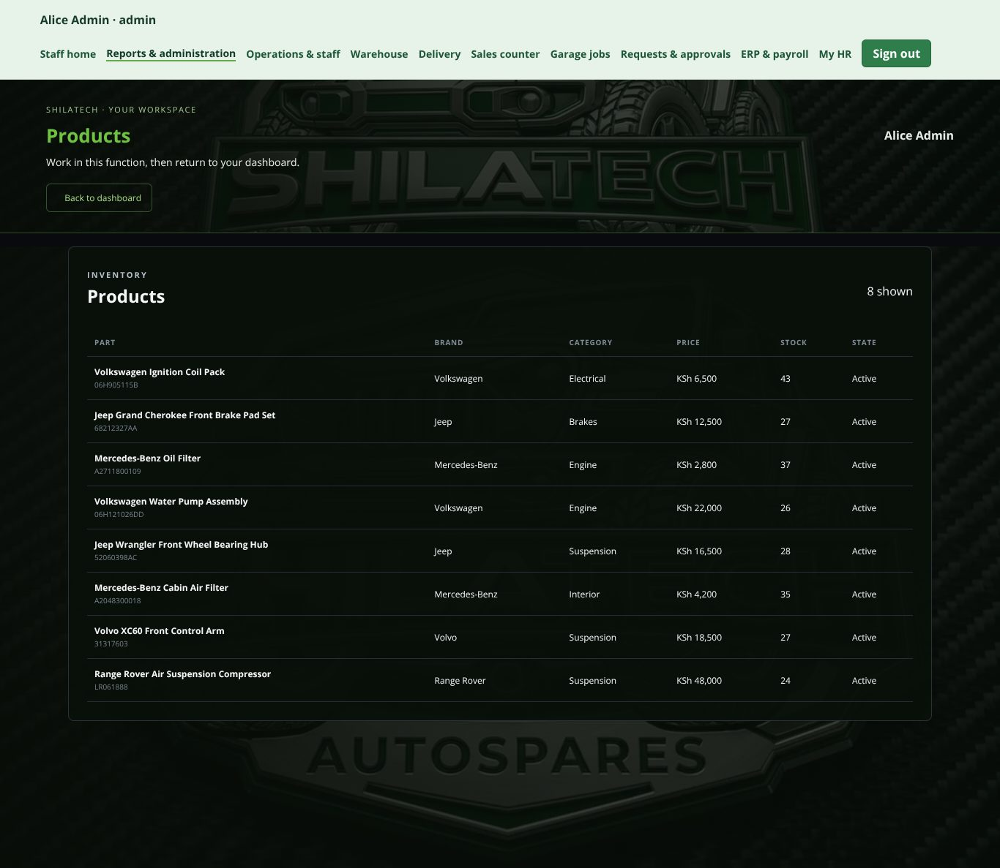 Alice Admin · admin
Staff home Reports & administration Operations & staff Warehouse Delivery Sales counter Garage jobs Requests & approvals ERP & payroll My HR Sign out
SHILATECH · YOUR WORKSPACE
Products
Alice Admin
Work in this function, then return to your dashboard.
SHILATECH
Back to dashboard
INVENTORY
Products
8 shown
PART BRAND CATEGORY PRICE STOCK STATE
Volkswagen Ignition Coil Pack
06H905115B
Volkswagen Electrical KSh 6,500 43 Active
Jeep Grand Cherokee Front Brake Pad Set
68212327AA
Jeep Brakes KSh 12,500 27 Active
Mercedes-Benz Oil Filter
A2711800109
Mercedes-Benz Engine KSh 2,800 37 Active
Volkswagen Water Pump Assembly
06H121026DD
Volkswagen Engine KSh 22,000 26 Active
Jeep Wrangler Front Wheel Bearing Hub
52060398AC
Jeep Suspension KSh 16,500 28 Active
Mercedes-Benz Cabin Air Filter
A2048300018
Mercedes-Benz Interior KSh 4,200 35 Active
Volvo XC60 Front Control Arm
31317603
Volvo Suspension KSh 18,500 27 Active
Range Rover Air Suspension Compressor
LR061888
Range Rover Suspension KSh 48,000 24 Active
AUTOSPARES